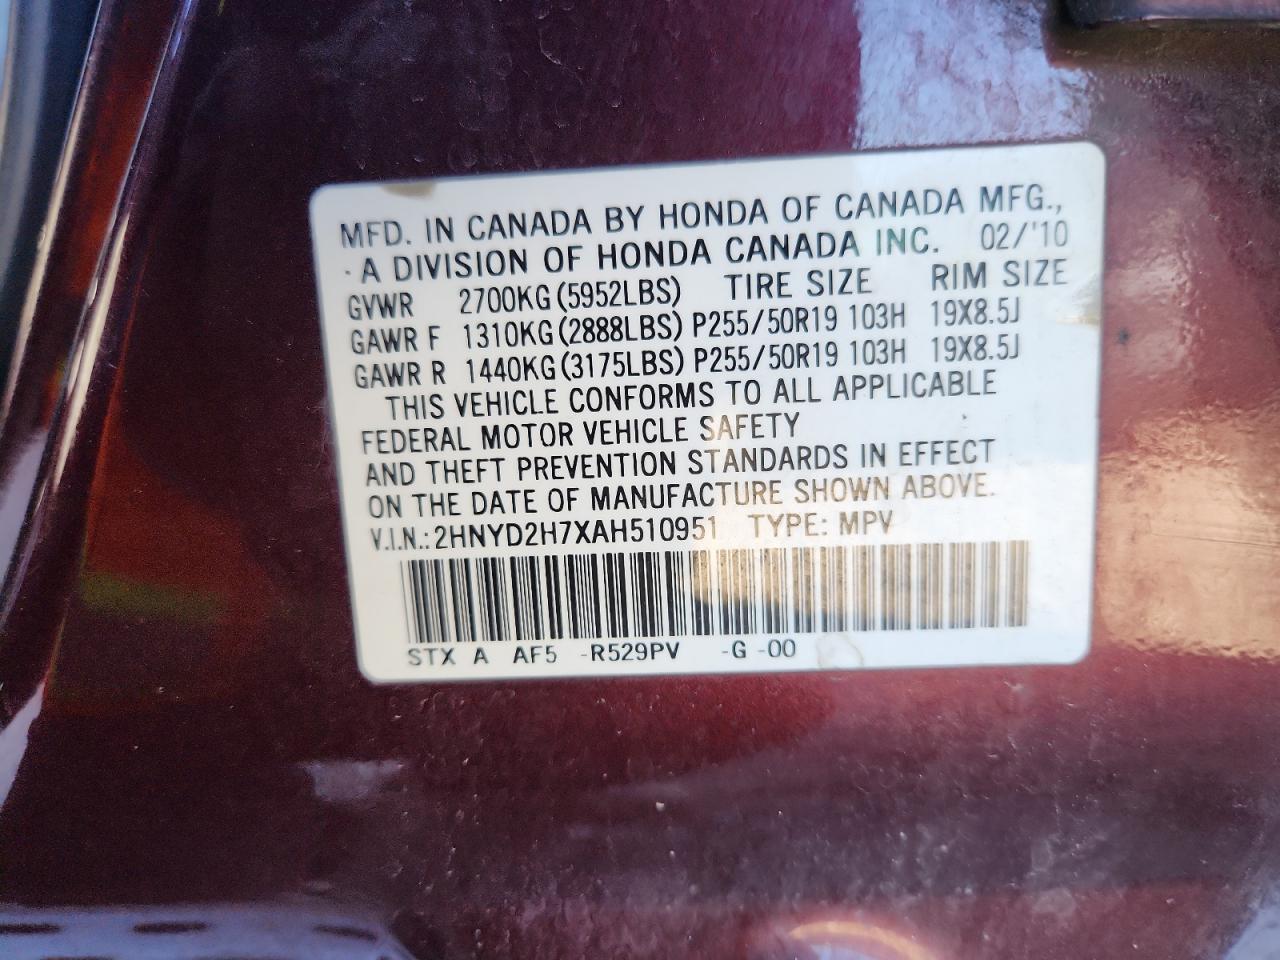 MFD. IN CANADA BY HONDA OF CANADA MFG.,
A DIVISION OF HONDA CANADA INC. 02/'10
GVWR 2700KG(5952LBS) TIRE SIZE RIM SIZE
GAWR F 1310KG(2888LBS) P255/50R19 103H 19X8.5J
GAWR R 1440KG(3175LBS) P255/50R19 103H 19X8.5J
THIS VEHICLE CONFORMS TO ALL APPLICABLE
FEDERAL MOTOR VEHICLE SAFETY
AND THEFT PREVENTION STANDARDS IN EFFECT
ON THE DATE OF MANUFACTURE SHOWN ABOVE.
V.I.N.: 2HNYD2H7XAH510951 TYPE: MPV
STX A AF5 -R529PV -G -00